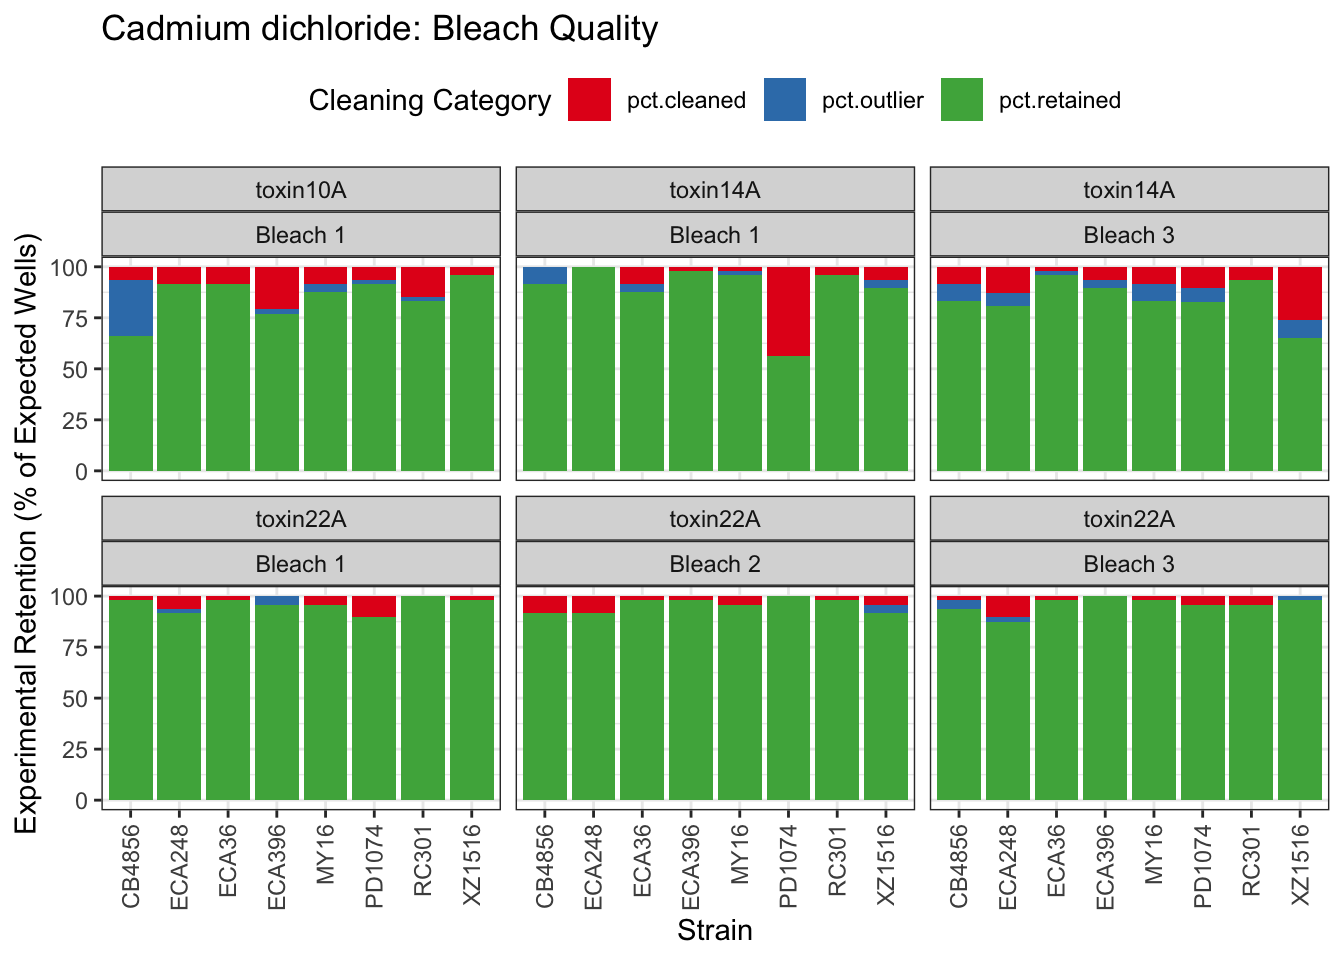 Cadmium dichloride: Bleach Quality
Cleaning Category pct.cleaned pct.outlier pct.retained
toxin10A toxin14A toxin14A
Bleach 1 Bleach 1 Bleach 3
100
75
50
25
0
toxin22A toxin22A toxin22A
Bleach 1 Bleach 2 Bleach 3
100
75
50
25
0
Experimental Retention (% of Expected Wells)
CB4856 ECA248 ECA36 ECA396 MY16 PD1074 RC301 XZ1516 CB4856 ECA248 ECA36 ECA396 MY16 PD1074 RC301 XZ1516 CB4856 ECA248 ECA36 ECA396 MY16 PD1074 RC301 XZ1516
Strain